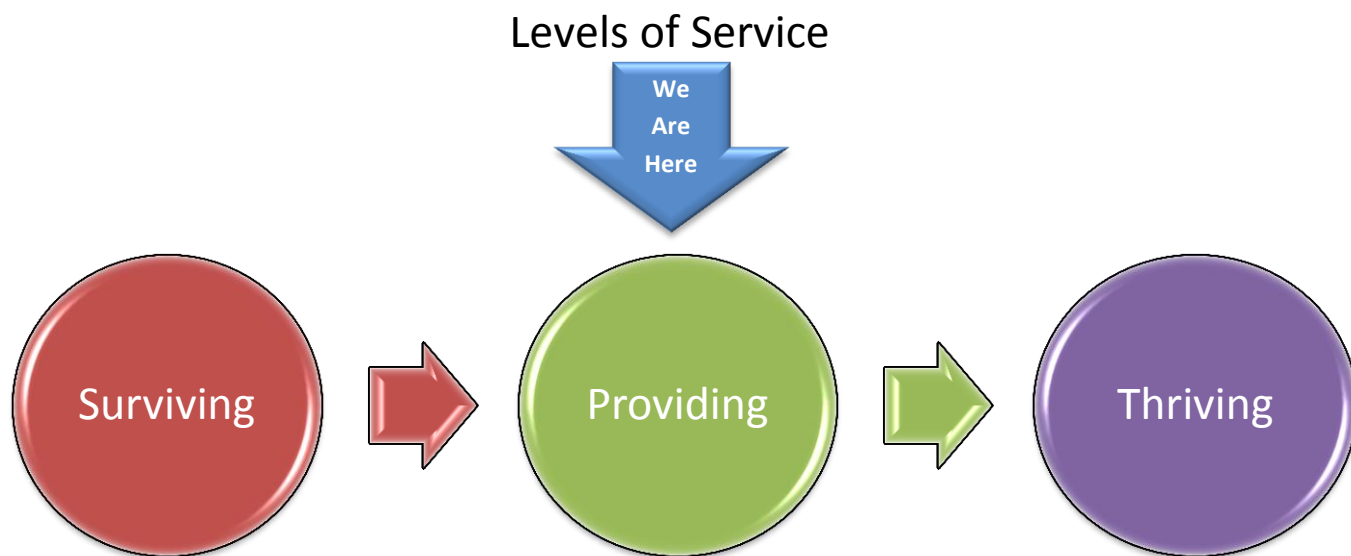 Levels of Service
We
Are
Here
Surviving
Providing
Thriving